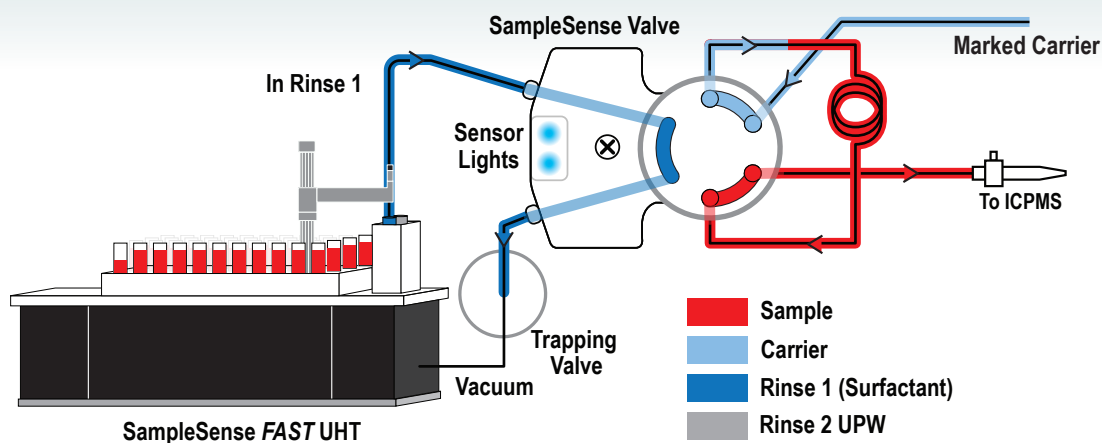 SampleSense Valve
Marked Carrier
In Rinse 1
Sensor
Lights
To ICPMS
Trapping
Valve
Vacuum
Sample
Carrier
Rinse 1 (Surfactant)
Rinse 2 UPW
SampleSense FAST UHT